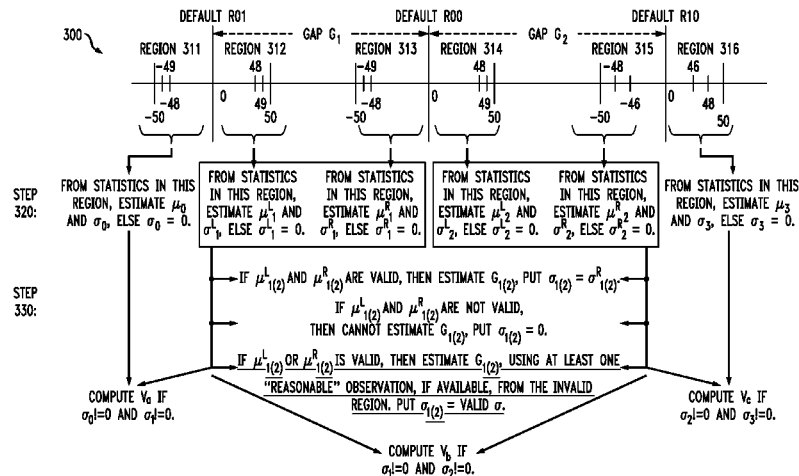 300
DEFAULT R01
DEFAULT R00
DEFAULT R10
GAP G1
GAP G2
REGION 311
REGION 312
REGION 313
REGION 314
REGION 315
REGION 316
-49
48
-49
48
-48
46
-50
-48
0
49
50
-50
-48
0
49
50
-50
-46
0
48
50
STEP
320:
FROM STATISTICS IN THIS
REGION, ESTIMATE μ0
AND σ0, ELSE σ0 = 0.
FROM STATISTICS
IN THIS REGION,
ESTIMATE μL1 AND
σL1, ELSE σL1 = 0.
FROM STATISTICS
IN THIS REGION,
ESTIMATE μR1 AND
σR1, ELSE σR1 = 0.
FROM STATISTICS
IN THIS REGION,
ESTIMATE μL2 AND
σL2, ELSE σL2 = 0.
FROM STATISTICS
IN THIS REGION,
ESTIMATE μR2 AND
σR2, ELSE σR2 = 0.
FROM STATISTICS IN THIS
REGION, ESTIMATE μ3
AND σ3, ELSE σ3 = 0.
STEP
330:
IF μL1(2) AND μR1(2) ARE VALID, THEN ESTIMATE G1(2), PUT σ1(2) = σR1(2).
IF μL1(2) AND μR1(2) ARE NOT VALID,
THEN CANNOT ESTIMATE G1(2), PUT σ1(2) = 0.
IF μL1(2) OR μR1(2) IS VALID, THEN ESTIMATE G1(2), USING AT LEAST ONE
"REASONABLE" OBSERVATION, IF AVAILABLE, FROM THE INVALID
REGION. PUT σ1(2) = VALID σ.
COMPUTE Va IF
σ0!=0 AND σ1!=0.
COMPUTE Vb IF
σ1!=0 AND σ2!=0.
COMPUTE Vc IF
σ2!=0 AND σ3!=0.